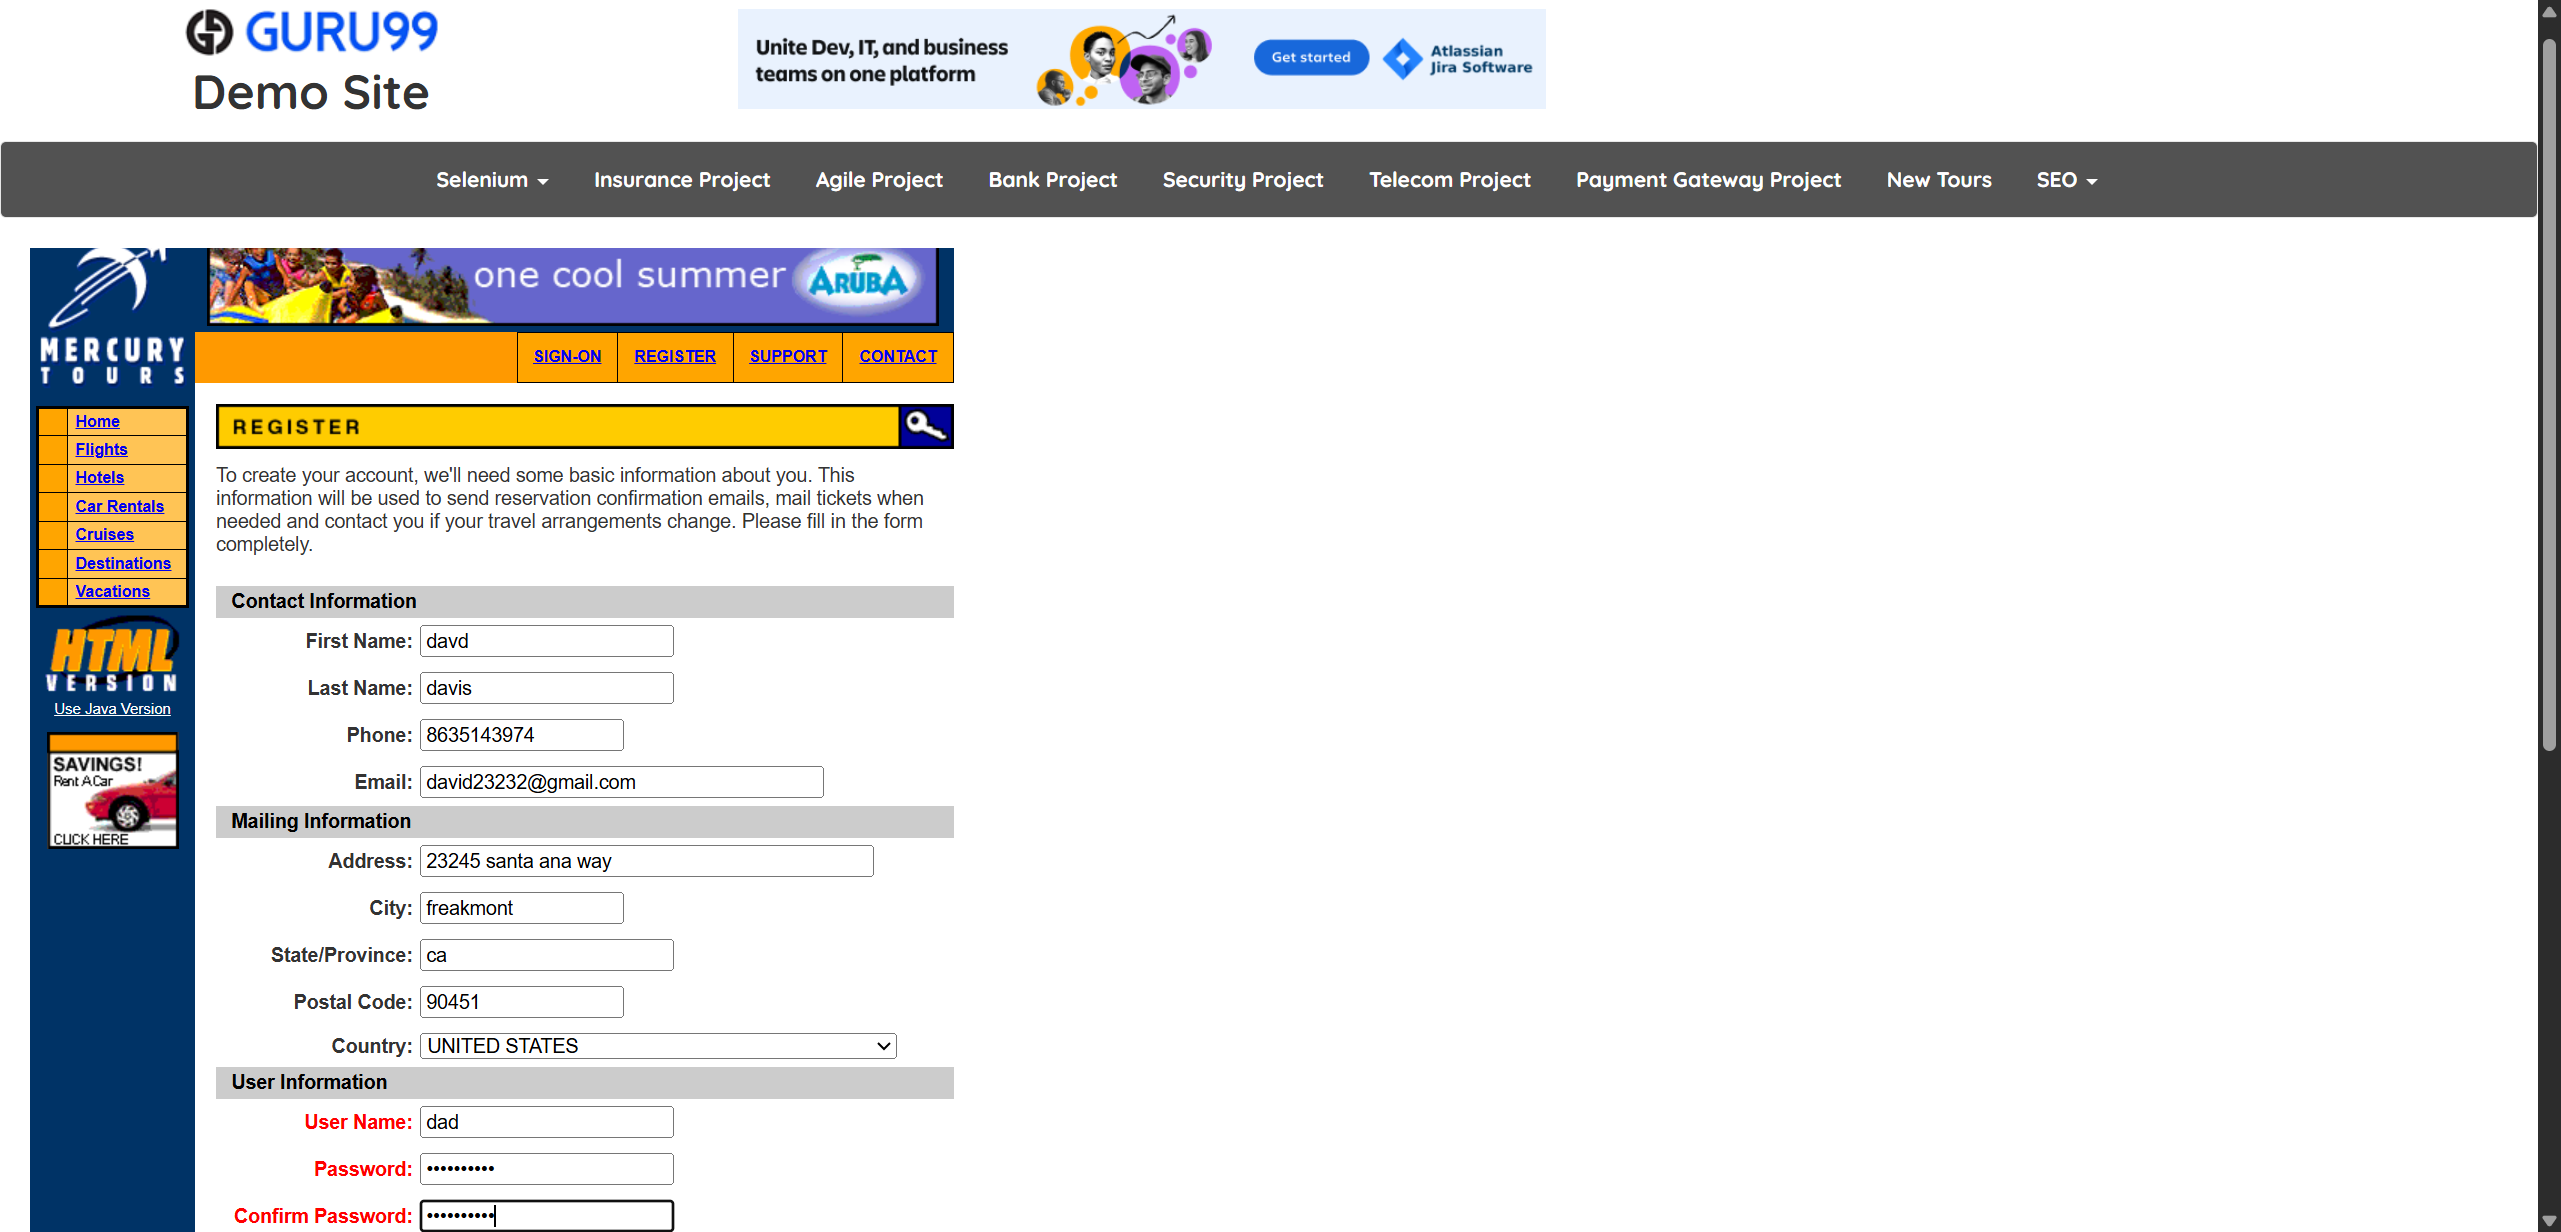 GURU99
Demo Site
Unite Dev, IT, and business
teams on one platform
Get started
Atlassian
Jira Software
Selenium
Insurance Project
Agile Project
Bank Project
Security Project
Telecom Project
Payment Gateway Project
New Tours
SEO
one cool summer
ARUBA
MERCURY
TOURS
SIGN-ON
REGISTER
SUPPORT
CONTACT
Home
Flights
Hotels
Car Rentals
Cruises
Destinations
Vacations
HTML
VERSION
Use Java Version
SAVINGS!
Rent A Car
CLICK HERE
REGISTER
To create your account, we'll need some basic information about you. This
information will be used to send reservation confirmation emails, mail tickets when
needed and contact you if your travel arrangements change. Please fill in the form
completely.
Contact Information
First Name: davd
Last Name: davis
Phone: 8635143974
Email: david23232@gmail.com
Mailing Information
Address: 23245 santa ana way
City: freakmont
State/Province: ca
Postal Code: 90451
Country: UNITED STATES
User Information
User Name: dad
Password: ••••••••••
Confirm Password: ••••••••••